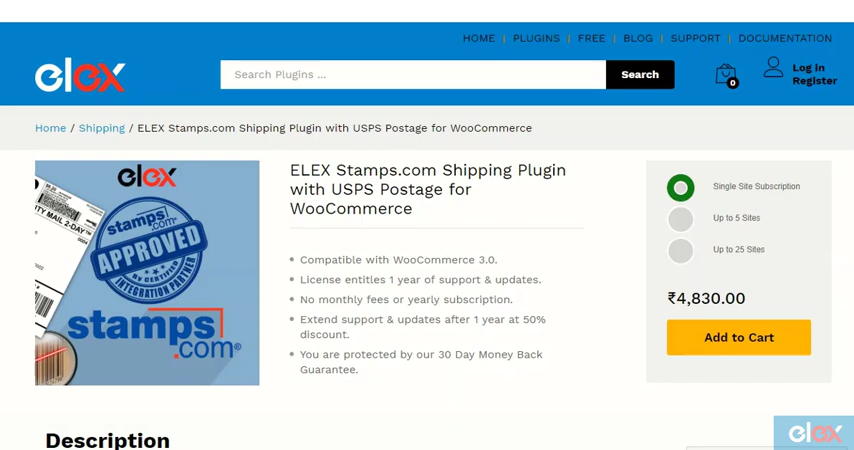 HOME | PLUGINS | FREE | BLOG | SUPPORT | DOCUMENTATION
elex
Search Plugins ...
Search
0
Log in
Register
Home / Shipping / ELEX Stamps.com Shipping Plugin with USPS Postage for WooCommerce
elex
MAIL 2-DAY™
stamps.com
APPROVED
BY CERTIFIED
INTEGRATION PARTNER
stamps
.com®
ELEX Stamps.com Shipping Plugin
with USPS Postage for
WooCommerce
Compatible with WooCommerce 3.0.
License entitles 1 year of support & updates.
No monthly fees or yearly subscription.
Extend support & updates after 1 year at 50%
discount.
You are protected by our 30 Day Money Back
Guarantee.
Single Site Subscription
Up to 5 Sites
Up to 25 Sites
₹4,830.00
Add to Cart
Description
elex